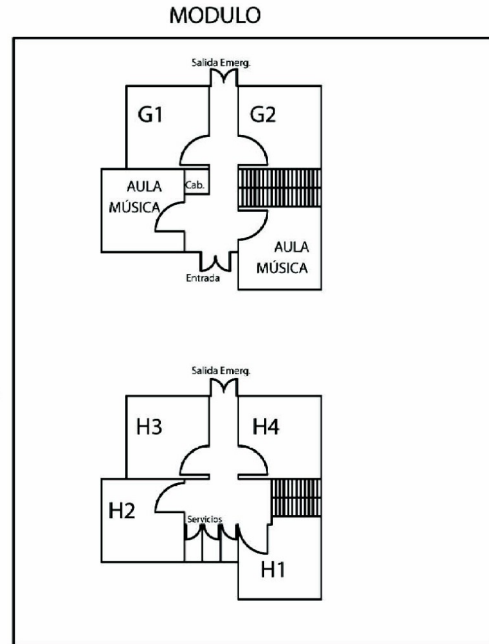 MODULO
Salida Emerg.
G1
G2
AULA
MÚSICA
Cab.
AULA
MÚSICA
Entrada
Salida Emerg.
H3
H4
H2
Servicios
H1